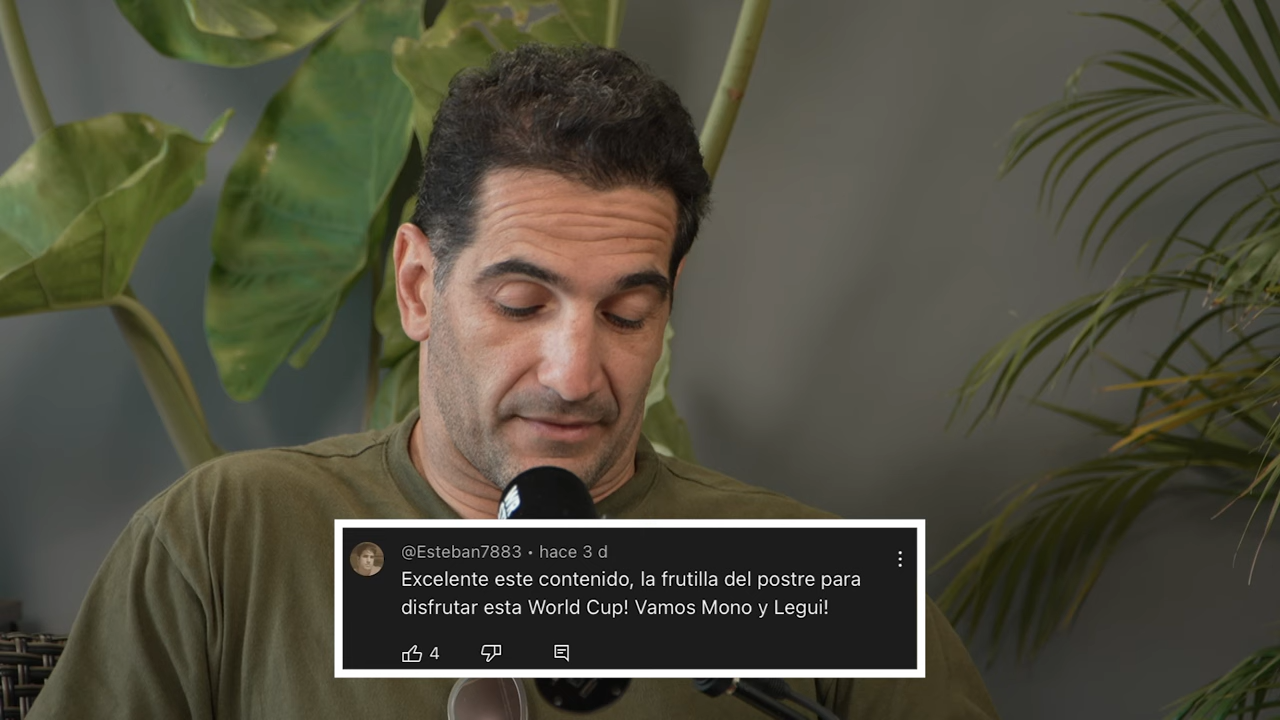 @Esteban7883 • hace 3 d
Excelente este contenido, la frutilla del postre para
disfrutar esta World Cup! Vamos Mono y Legui!
4